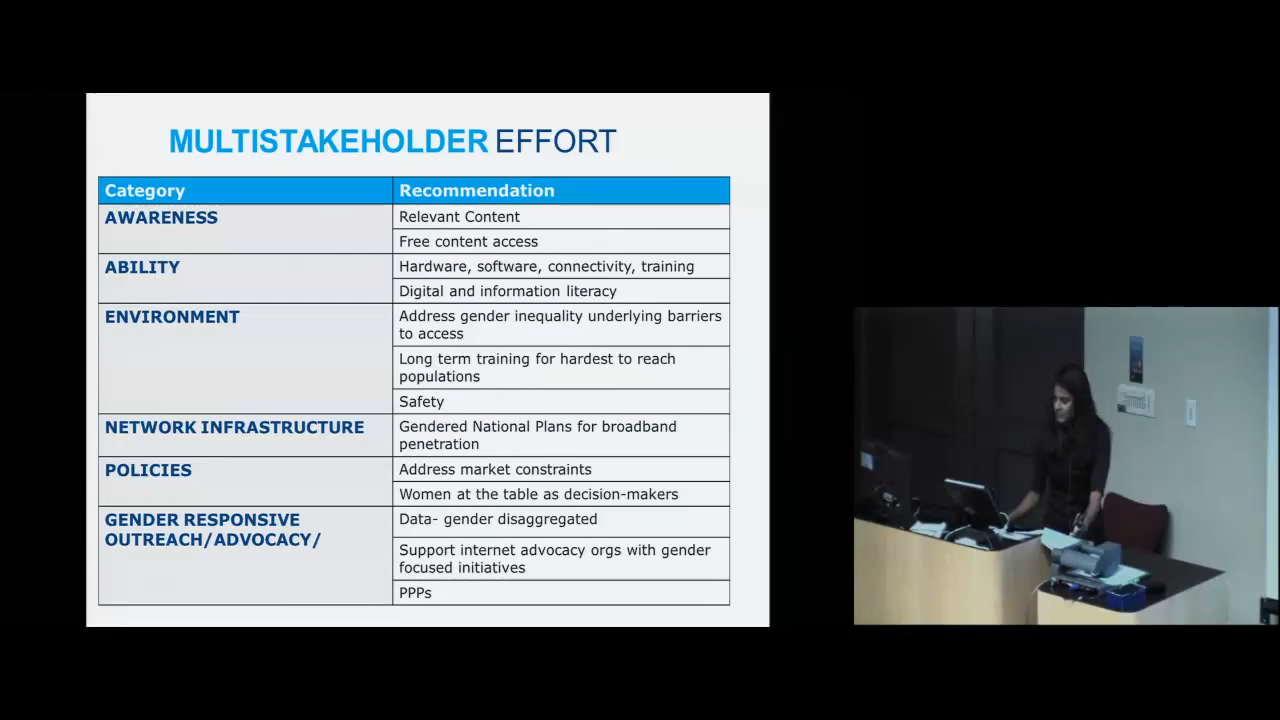 MULTISTAKEHOLDER EFFORT
Category
Recommendation
AWARENESS
Relevant Content
Free content access
ABILITY
Hardware, software, connectivity, training
Digital and information literacy
ENVIRONMENT
Address gender inequality underlying barriers
to access
Long term training for hardest to reach
populations
Safety
NETWORK INFRASTRUCTURE
Gendered National Plans for broadband
penetration
POLICIES
Address market constraints
Women at the table as decision-makers
GENDER RESPONSIVE
OUTREACH/ADVOCACY/
Data- gender disaggregated
Support internet advocacy orgs with gender
focused initiatives
PPPs